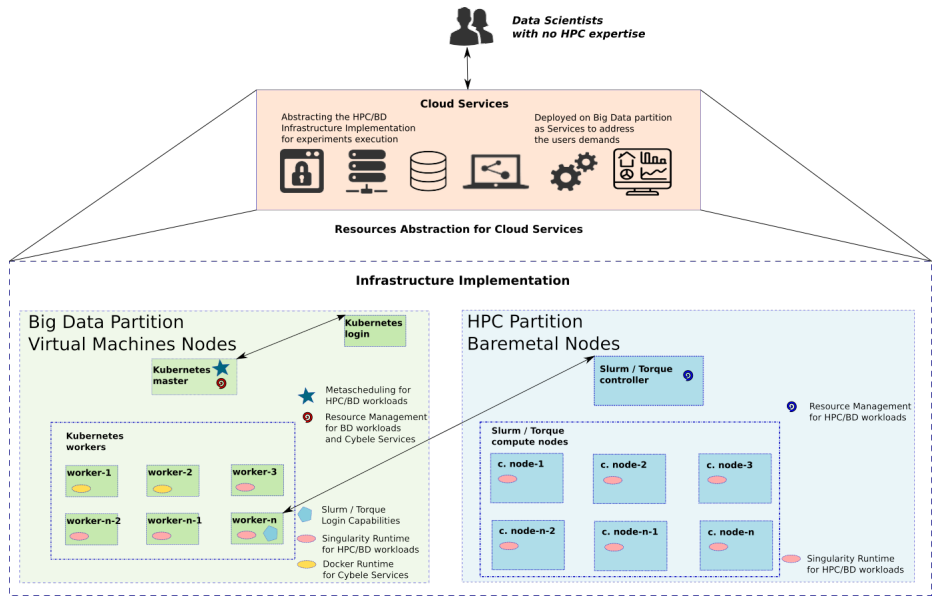 Data Scientists
with no HPC expertise
Cloud Services
Abstracting the HPC/BD
Infrastructure Implementation
for experiments execution
Deployed on Big Data partition
as Services to address
the users demands
Resources Abstraction for Cloud Services
Infrastructure Implementation
Big Data Partition
Virtual Machines Nodes
Kubernetes
login
Kubernetes
master
Metascheduling for
HPC/BD workloads
Resource Management
for BD workloads
and Cybele Services
Kubernetes
workers
worker-1
worker-2
worker-3
worker-n-2
worker-n-1
worker-n
Slurm / Torque
Login Capabilities
Singularity Runtime
for HPC/BD workloads
Docker Runtime
for Cybele Services
HPC Partition
Baremetal Nodes
Slurm / Torque
controller
Resource Management
for HPC/BD workloads
Slurm / Torque
compute nodes
c. node-1
c. node-2
c. node-3
c. node-n-2
c. node-n-1
c. node-n
Singularity Runtime
for HPC/BD workloads